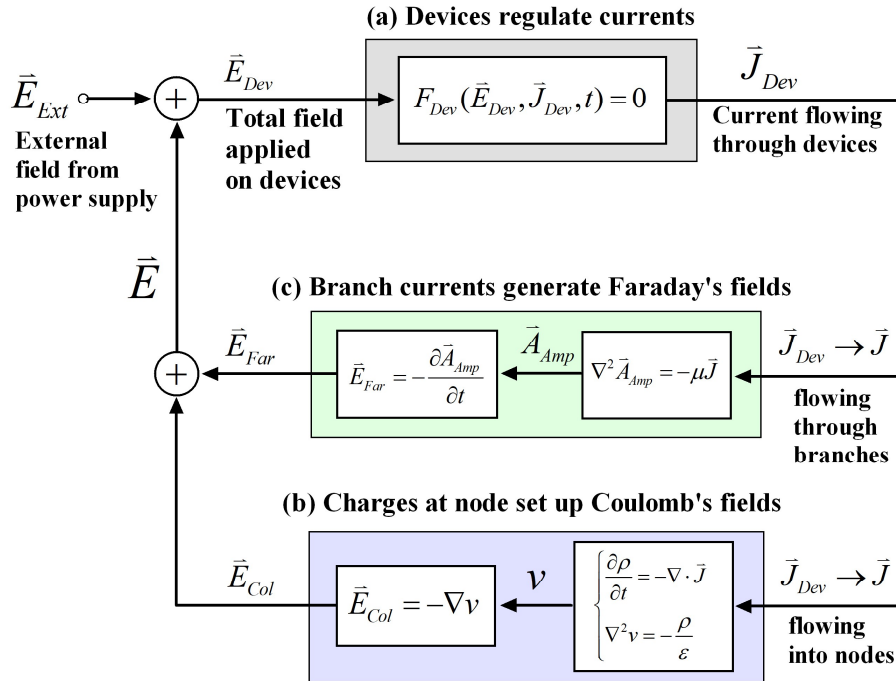 (a) Devices regulate currents
E⃗_Ext
+
E⃗_Dev
F_Dev(E⃗_Dev, J⃗_Dev, t) = 0
J⃗_Dev
External
field from
power supply
Total field
applied
on devices
Current flowing
through devices
E⃗
(c) Branch currents generate Faraday's fields
+
E⃗_Far
E⃗_Far = -∂A⃗_Amp/∂t
A⃗_Amp
∇²A⃗_Amp = -μJ⃗
J⃗_Dev → J⃗
flowing
through
branches
(b) Charges at node set up Coulomb's fields
E⃗_Col
E⃗_Col = -∇v
v
∂ρ/∂t = -∇·J⃗
∇²v = -ρ/ε
J⃗_Dev → J⃗
flowing
into nodes